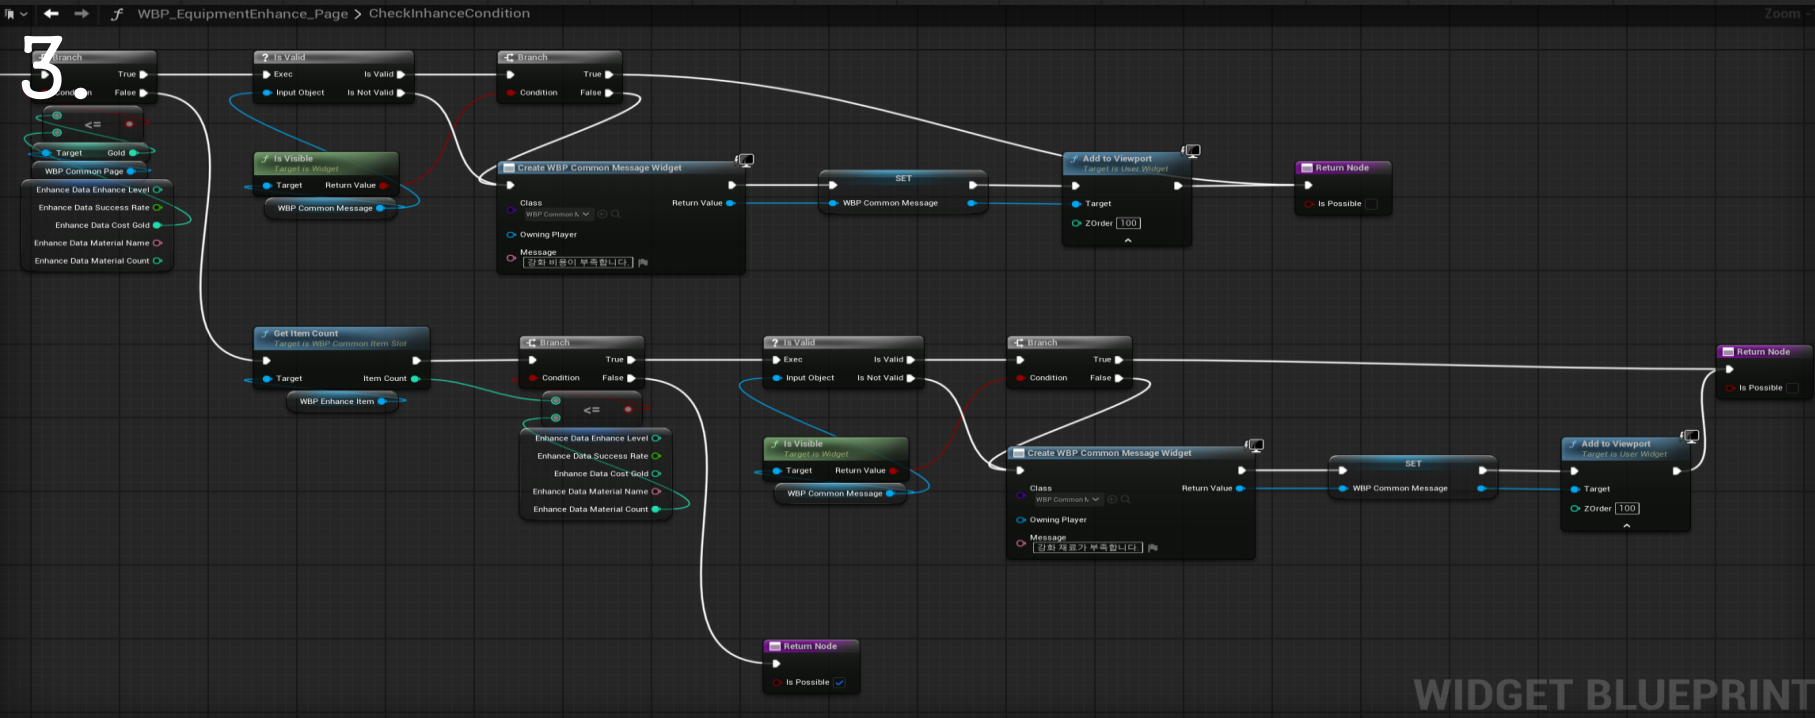 WBP_EquipmentEnhance_Page > CheckInhanceCondition
Zoom
3.
Branch
True
Condition
False
<=
Target
Gold
WBP Common Page
Enhance Data Enhance Level
Enhance Data Success Rate
Enhance Data Cost Gold
Enhance Data Material Name
Enhance Data Material Count
? Is Valid
Exec
Is Valid
Input Object
Is Not Valid
Is Visible
Target is Widget
Target
Return Value
WBP Common Message
Branch
True
Condition
False
Create WBP Common Message Widget
Class
Return Value
WBP Common M
Owning Player
Message
강화 비용이 부족합니다.
SET
WBP Common Message
Add to Viewport
Target is User Widget
Target
ZOrder 100
Return Node
Is Possible
Get Item Count
Target is WBP Common Item Slot
Target
Item Count
WBP Enhance Item
Branch
True
Condition
False
<=
Enhance Data Enhance Level
Enhance Data Success Rate
Enhance Data Cost Gold
Enhance Data Material Name
Enhance Data Material Count
? Is Valid
Exec
Is Valid
Input Object
Is Not Valid
Is Visible
Target is Widget
Target
Return Value
WBP Common Message
Branch
True
Condition
False
Create WBP Common Message Widget
Class
Return Value
WBP Common M
Owning Player
Message
강화 재료가 부족합니다.
SET
WBP Common Message
Add to Viewport
Target is User Widget
Target
ZOrder 100
Return Node
Is Possible
Return Node
Is Possible
WIDGET BLUEPRINT